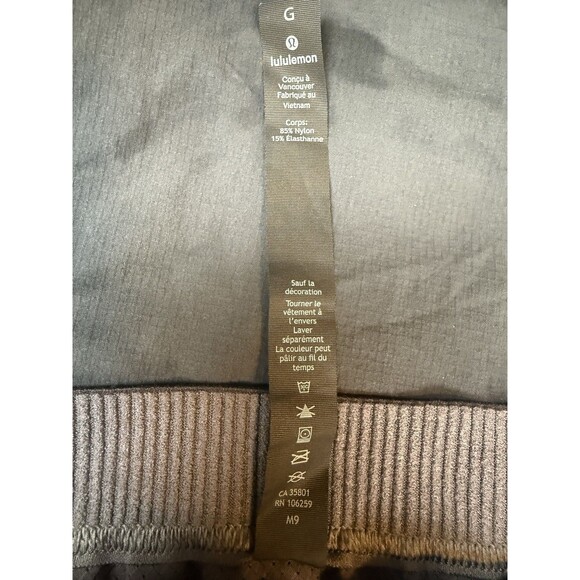 G
lululemon
Conçu à
Vancouver
Fabriqué au
Vietnam
Corps:
85% Nylon
15% Élasthanne
Sauf la
décoration
Tourner le
vêtement à
l'envers
Laver
séparément
La couleur peut
pâlir au fil du
temps
CA 35801
RN 106259
M9